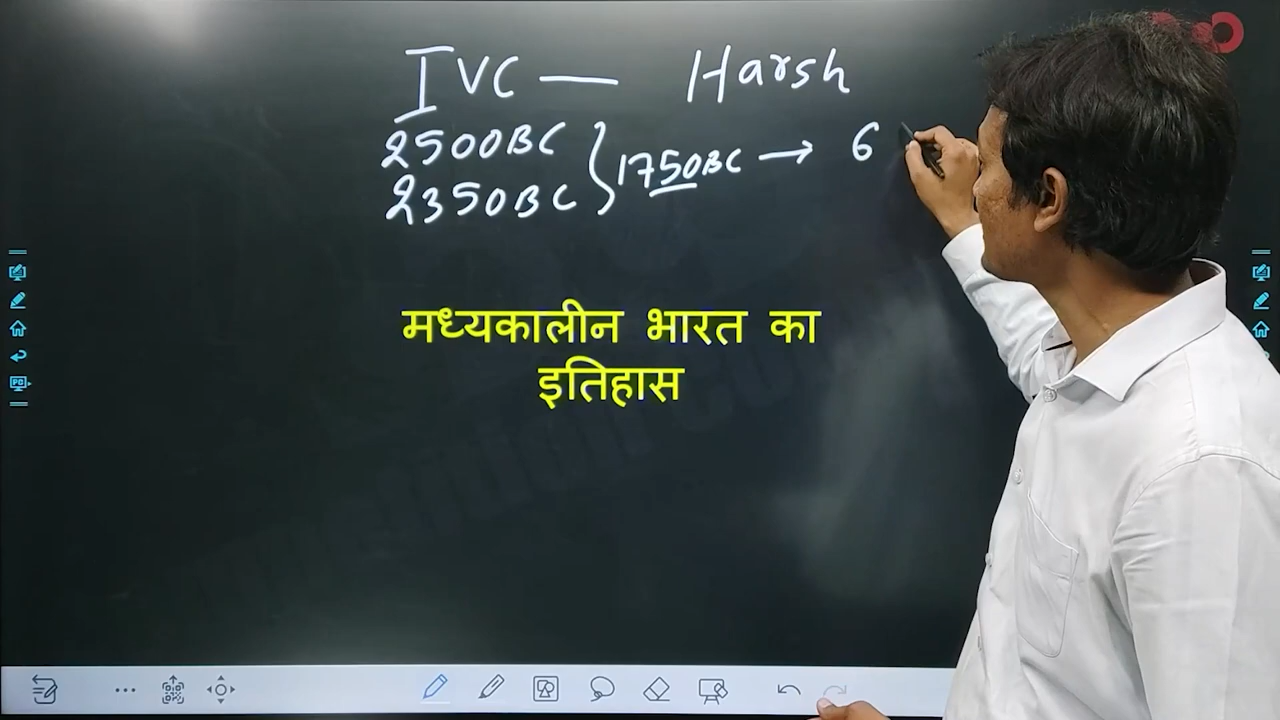 IVC — Harsh
2500BC
2350BC } 1750BC → 6
मध्यकालीन भारत का
इतिहास